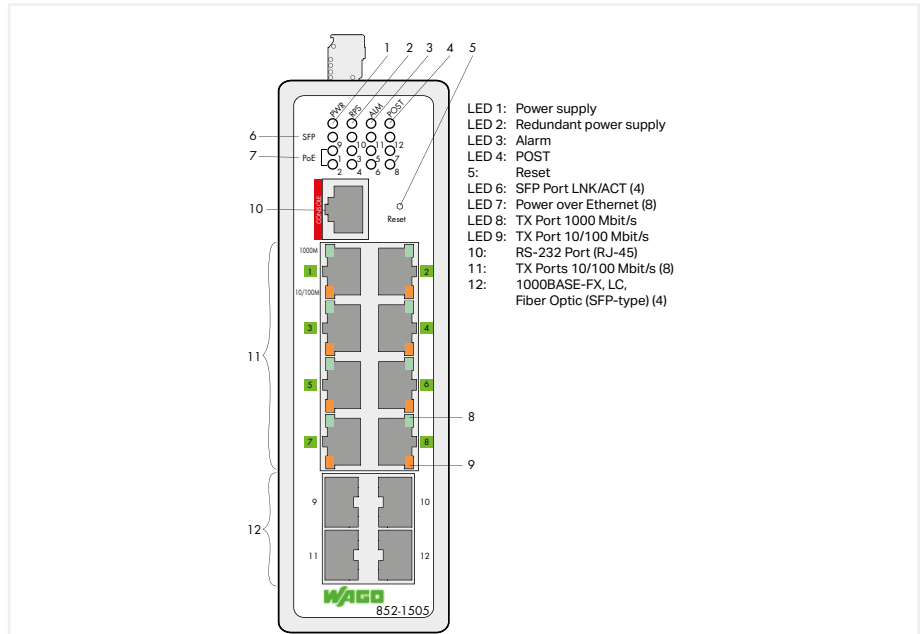 1 2 3 4 5
PWR RPS ALM POST
6 SFP
9 10 11 12
7 PoE
1 3 5 7
2 4 6 8
10 CONSOLE
Reset
1000M
1 2
10/100M
3 4
11
5 6
8
7 8
9
9 10
12
11 12
WAGO
852-1505
LED 1: Power supply
LED 2: Redundant power supply
LED 3: Alarm
LED 4: POST
5: Reset
LED 6: SFP Port LNK/ACT (4)
LED 7: Power over Ethernet (8)
LED 8: TX Port 1000 Mbit/s
LED 9: TX Port 10/100 Mbit/s
10: RS-232 Port (RJ-45)
11: TX Ports 10/100 Mbit/s (8)
12: 1000BASE-FX, LC,
Fiber Optic (SFP-type) (4)